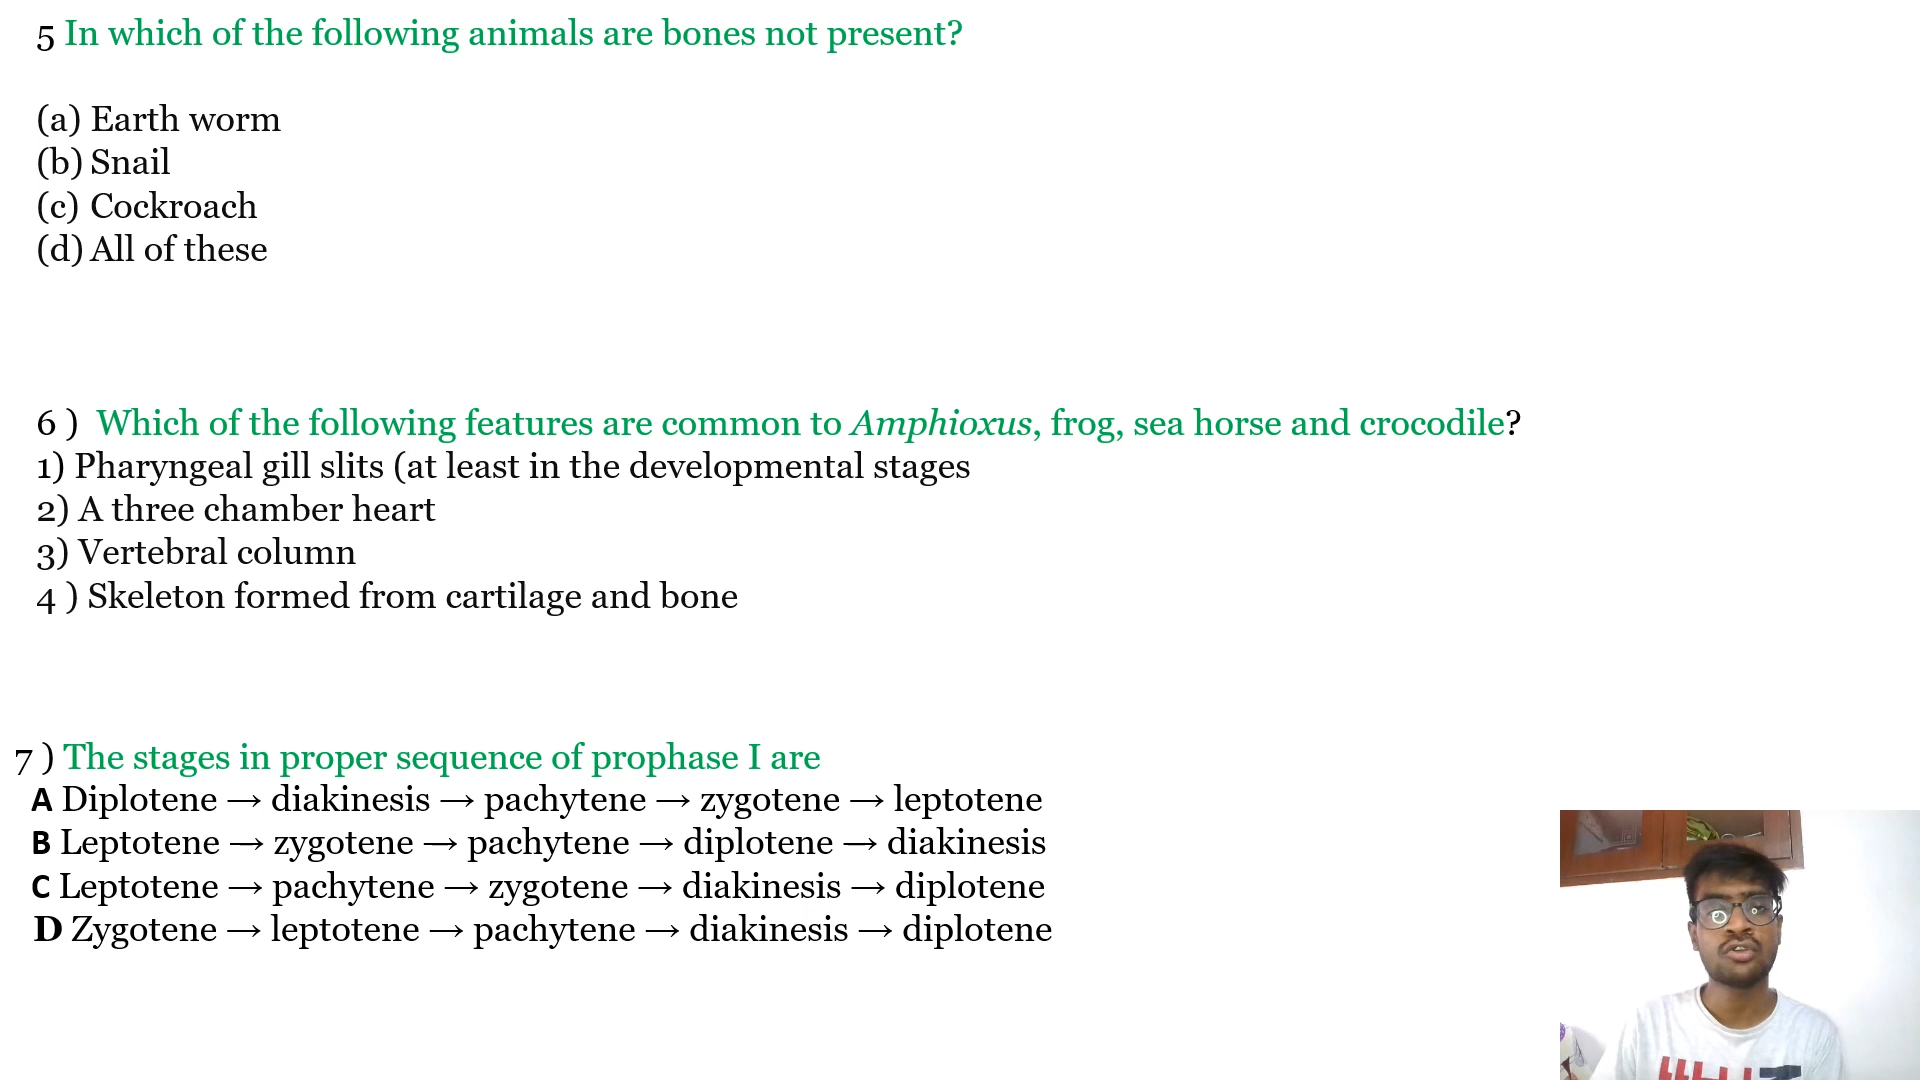 5 In which of the following animals are bones not present?
(a) Earth worm
(b) Snail
(c) Cockroach
(d) All of these
6 ) Which of the following features are common to Amphioxus, frog, sea horse and crocodile?
1) Pharyngeal gill slits (at least in the developmental stages
2) A three chamber heart
3) Vertebral column
4 ) Skeleton formed from cartilage and bone
7 ) The stages in proper sequence of prophase I are
A Diplotene → diakinesis → pachytene → zygotene → leptotene
B Leptotene → zygotene → pachytene → diplotene → diakinesis
C Leptotene → pachytene → zygotene → diakinesis → diplotene
D Zygotene → leptotene → pachytene → diakinesis → diplotene